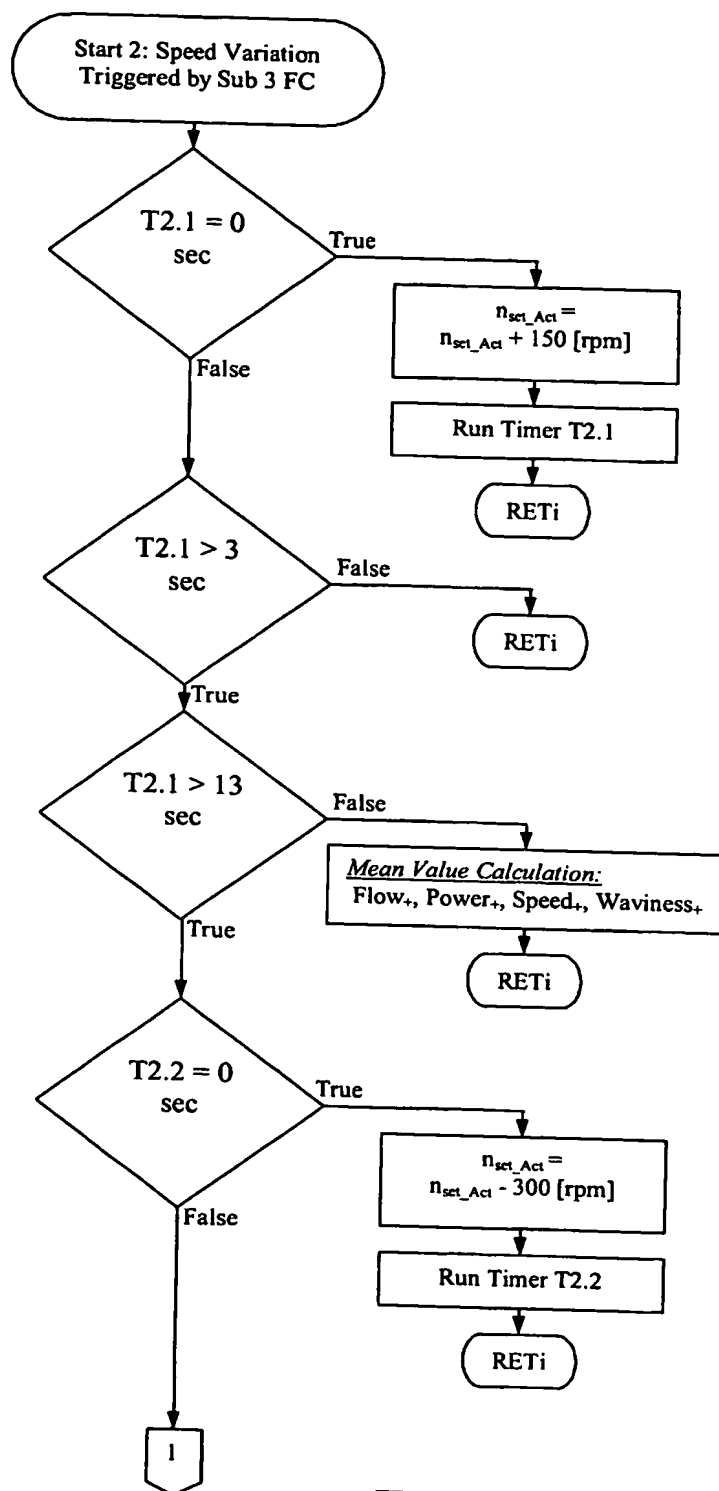 Start 2: Speed Variation
Triggered by Sub 3 FC
T2.1 = 0
sec
True
n_set_Act =
n_set_Act + 150 [rpm]
False
Run Timer T2.1
RETi
T2.1 > 3
sec
False
RETi
True
T2.1 > 13
sec
False
Mean Value Calculation:
Flow₊, Power₊, Speed₊, Waviness₊
True
RETi
T2.2 = 0
sec
True
n_set_Act =
n_set_Act - 300 [rpm]
False
Run Timer T2.2
RETi
1